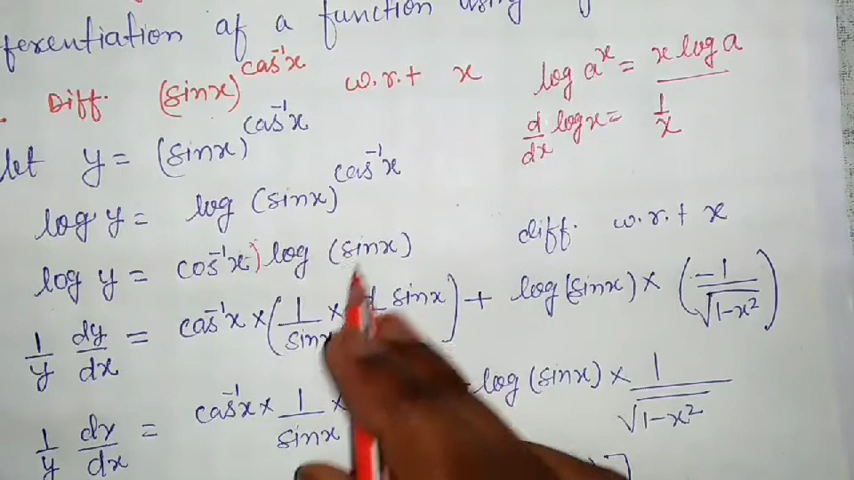 ferentiation of a function using
Diff. (sinx)^cos⁻¹x w.r.t x
log aˣ = x log a
let y = (sinx)^cos⁻¹x
d/dx log x = 1/x
log y = log (sinx)^cos⁻¹x
log y = cos⁻¹x log (sinx) diff. w.r.t x
1/y dy/dx = cos⁻¹x × (1/sinx × d sinx) + log(sinx) × (-1/√1-x²)
1/y dy/dx = cos⁻¹x × 1/sinx × log(sinx) × 1/√1-x²